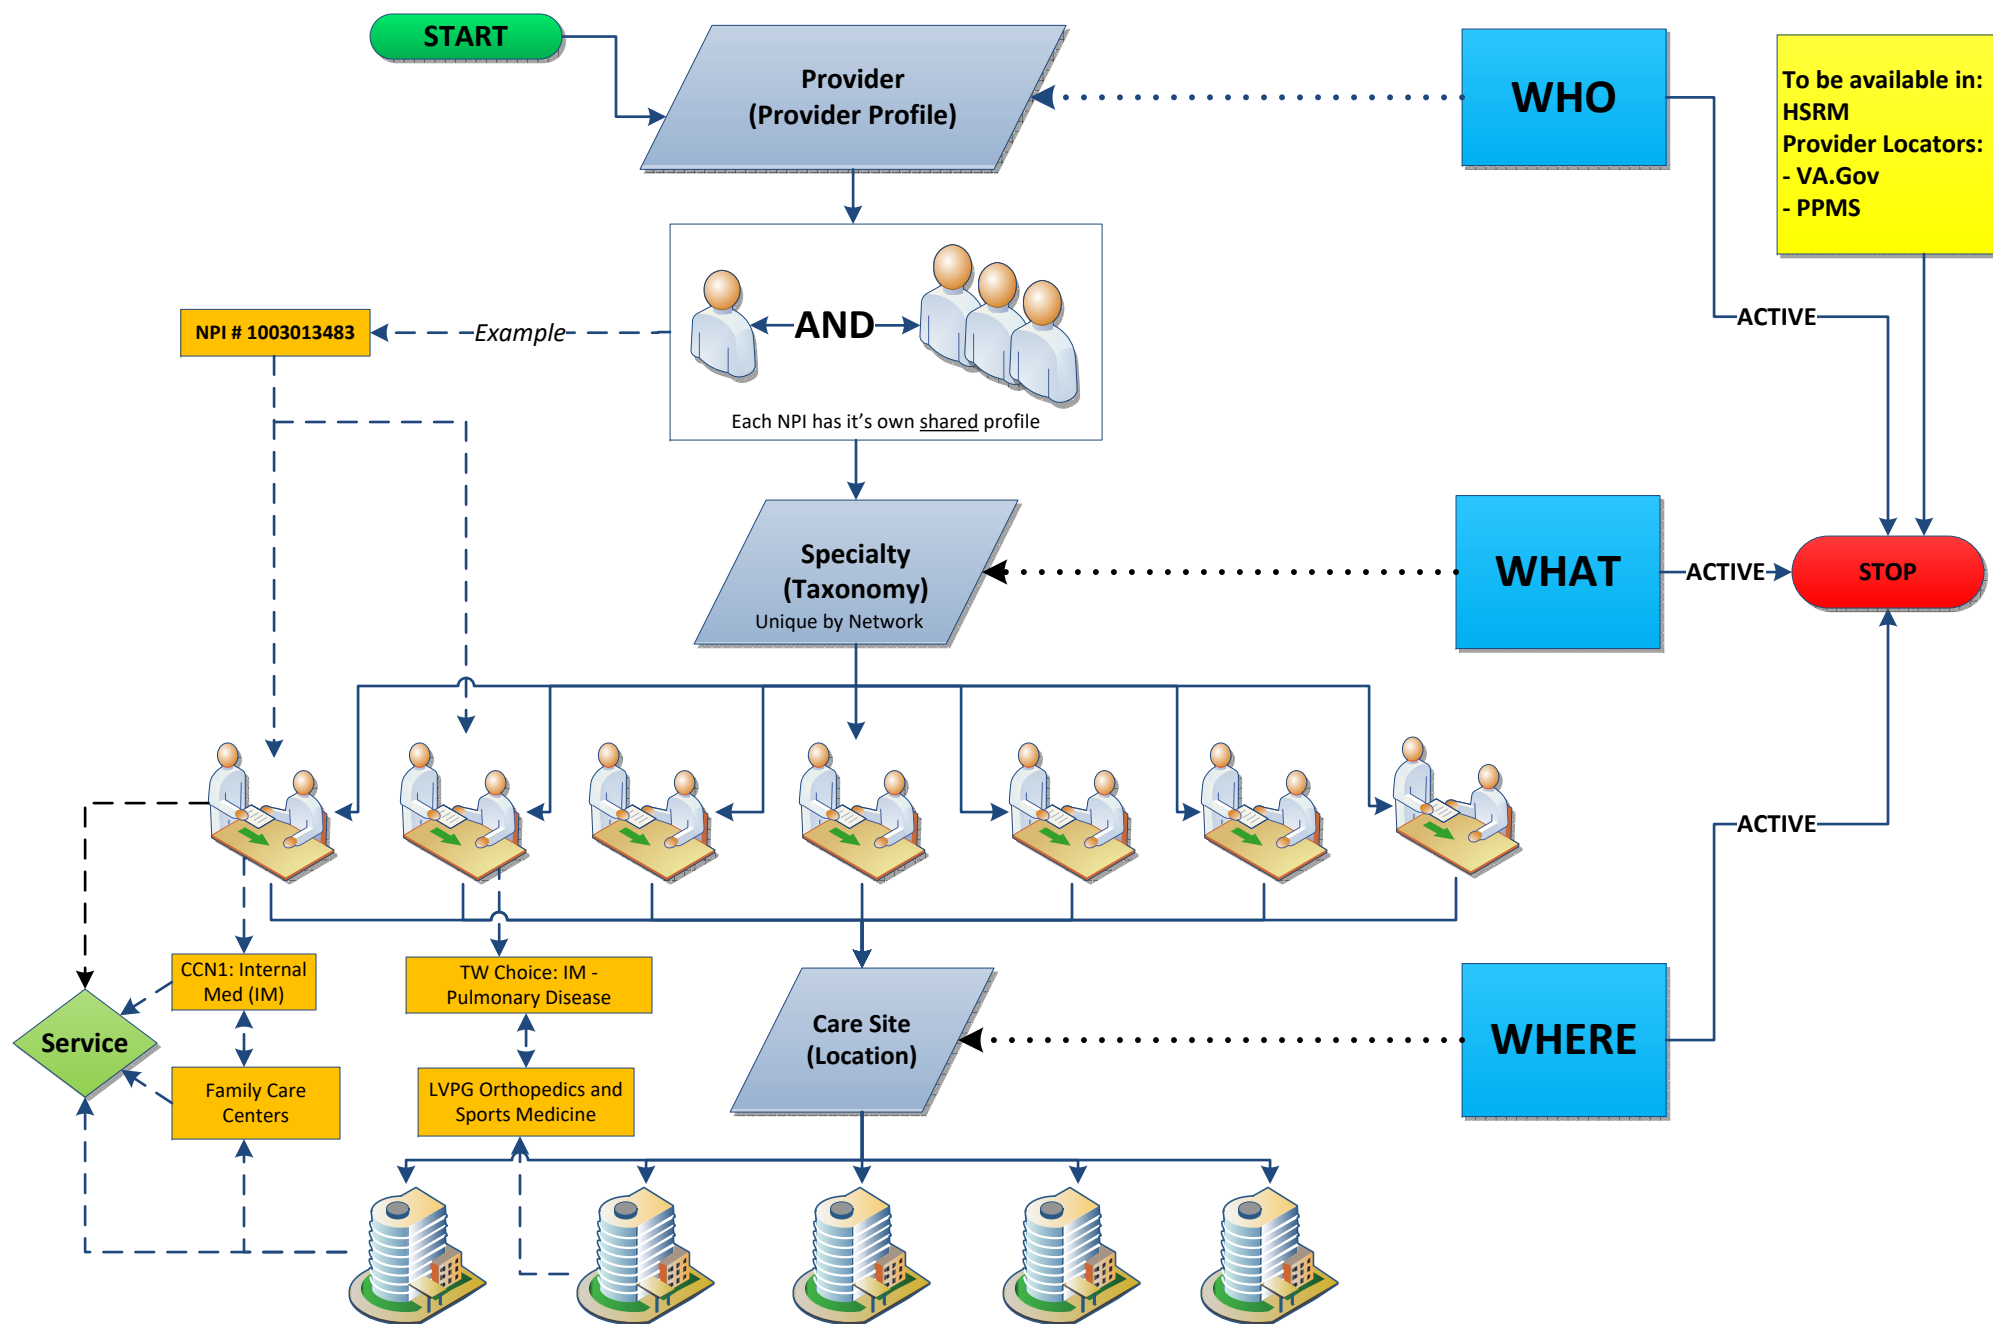 START
Provider
(Provider Profile)
WHO
To be available in:
HSRM
Provider Locators:
- VA.Gov
- PPMS
NPI # 1003013483
Example
AND
ACTIVE
Each NPI has it's own shared profile
Specialty
(Taxonomy)
Unique by Network
WHAT
ACTIVE
STOP
ACTIVE
CCN1: Internal
Med (IM)
TW Choice: IM -
Pulmonary Disease
Service
Care Site
(Location)
WHERE
Family Care
Centers
LVPG Orthopedics and
Sports Medicine